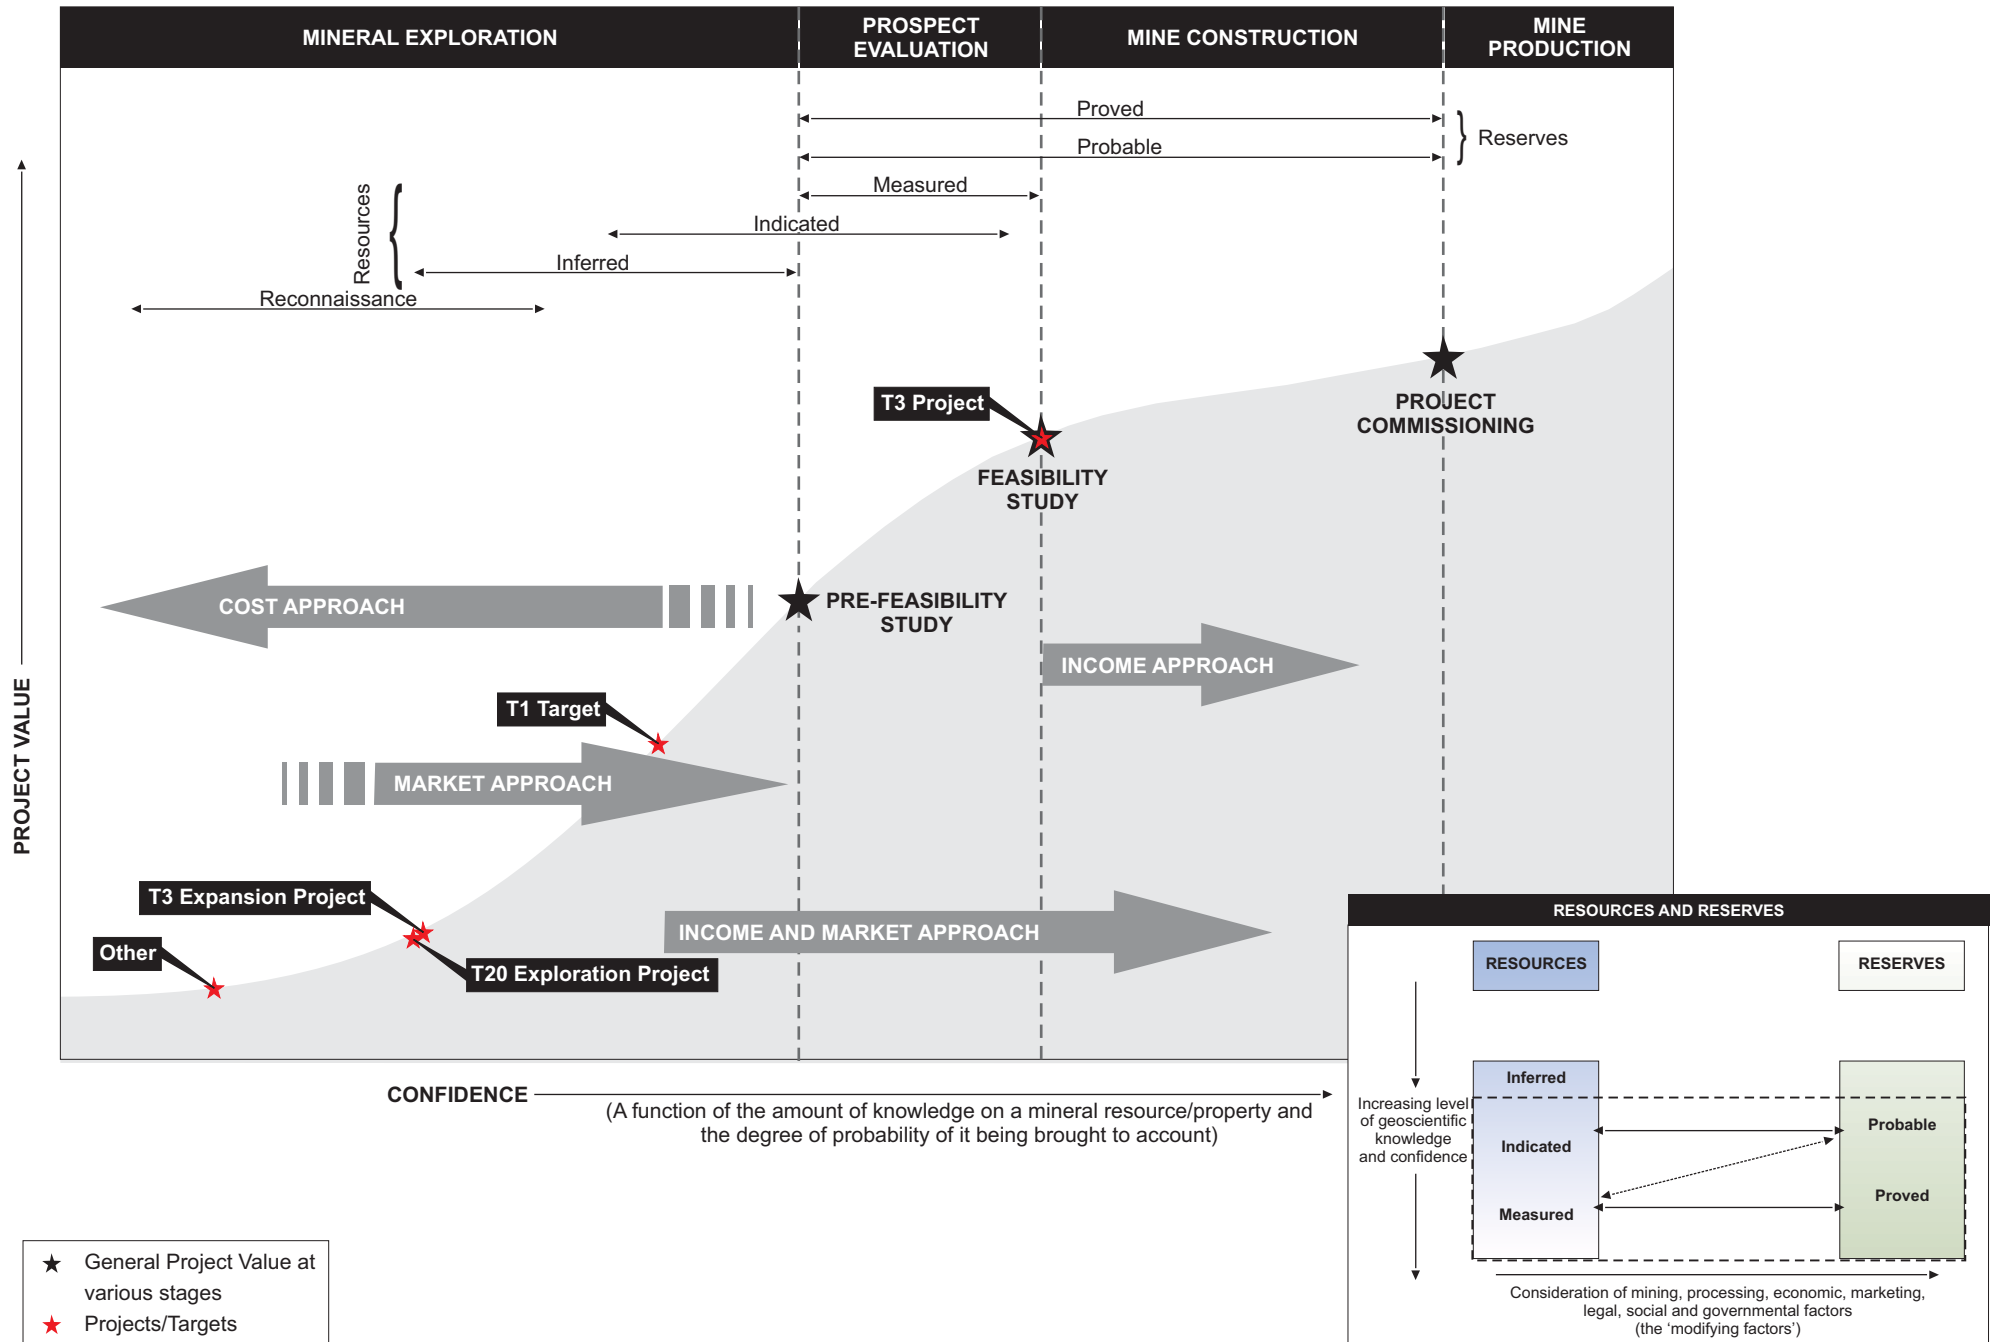 MINERAL EXPLORATION
PROSPECT
EVALUATION
MINE CONSTRUCTION
MINE
PRODUCTION
Proved
Probable
Reserves
Measured
Indicated
Inferred
Resources
Reconnaissance
T3 Project
PROJECT
COMMISSIONING
FEASIBILITY
STUDY
COST APPROACH
PRE-FEASIBILITY
STUDY
INCOME APPROACH
T1 Target
MARKET APPROACH
T3 Expansion Project
INCOME AND MARKET APPROACH
Other
T20 Exploration Project
PROJECT VALUE
CONFIDENCE
(A function of the amount of knowledge on a mineral resource/property and
the degree of probability of it being brought to account)
RESOURCES AND RESERVES
RESOURCES
RESERVES
Inferred
Indicated
Measured
Probable
Proved
Increasing level
of geoscientific
knowledge
and confidence
Consideration of mining, processing, economic, marketing,
legal, social and governmental factors
(the ‘modifying factors’)
General Project Value at
various stages
Projects/Targets